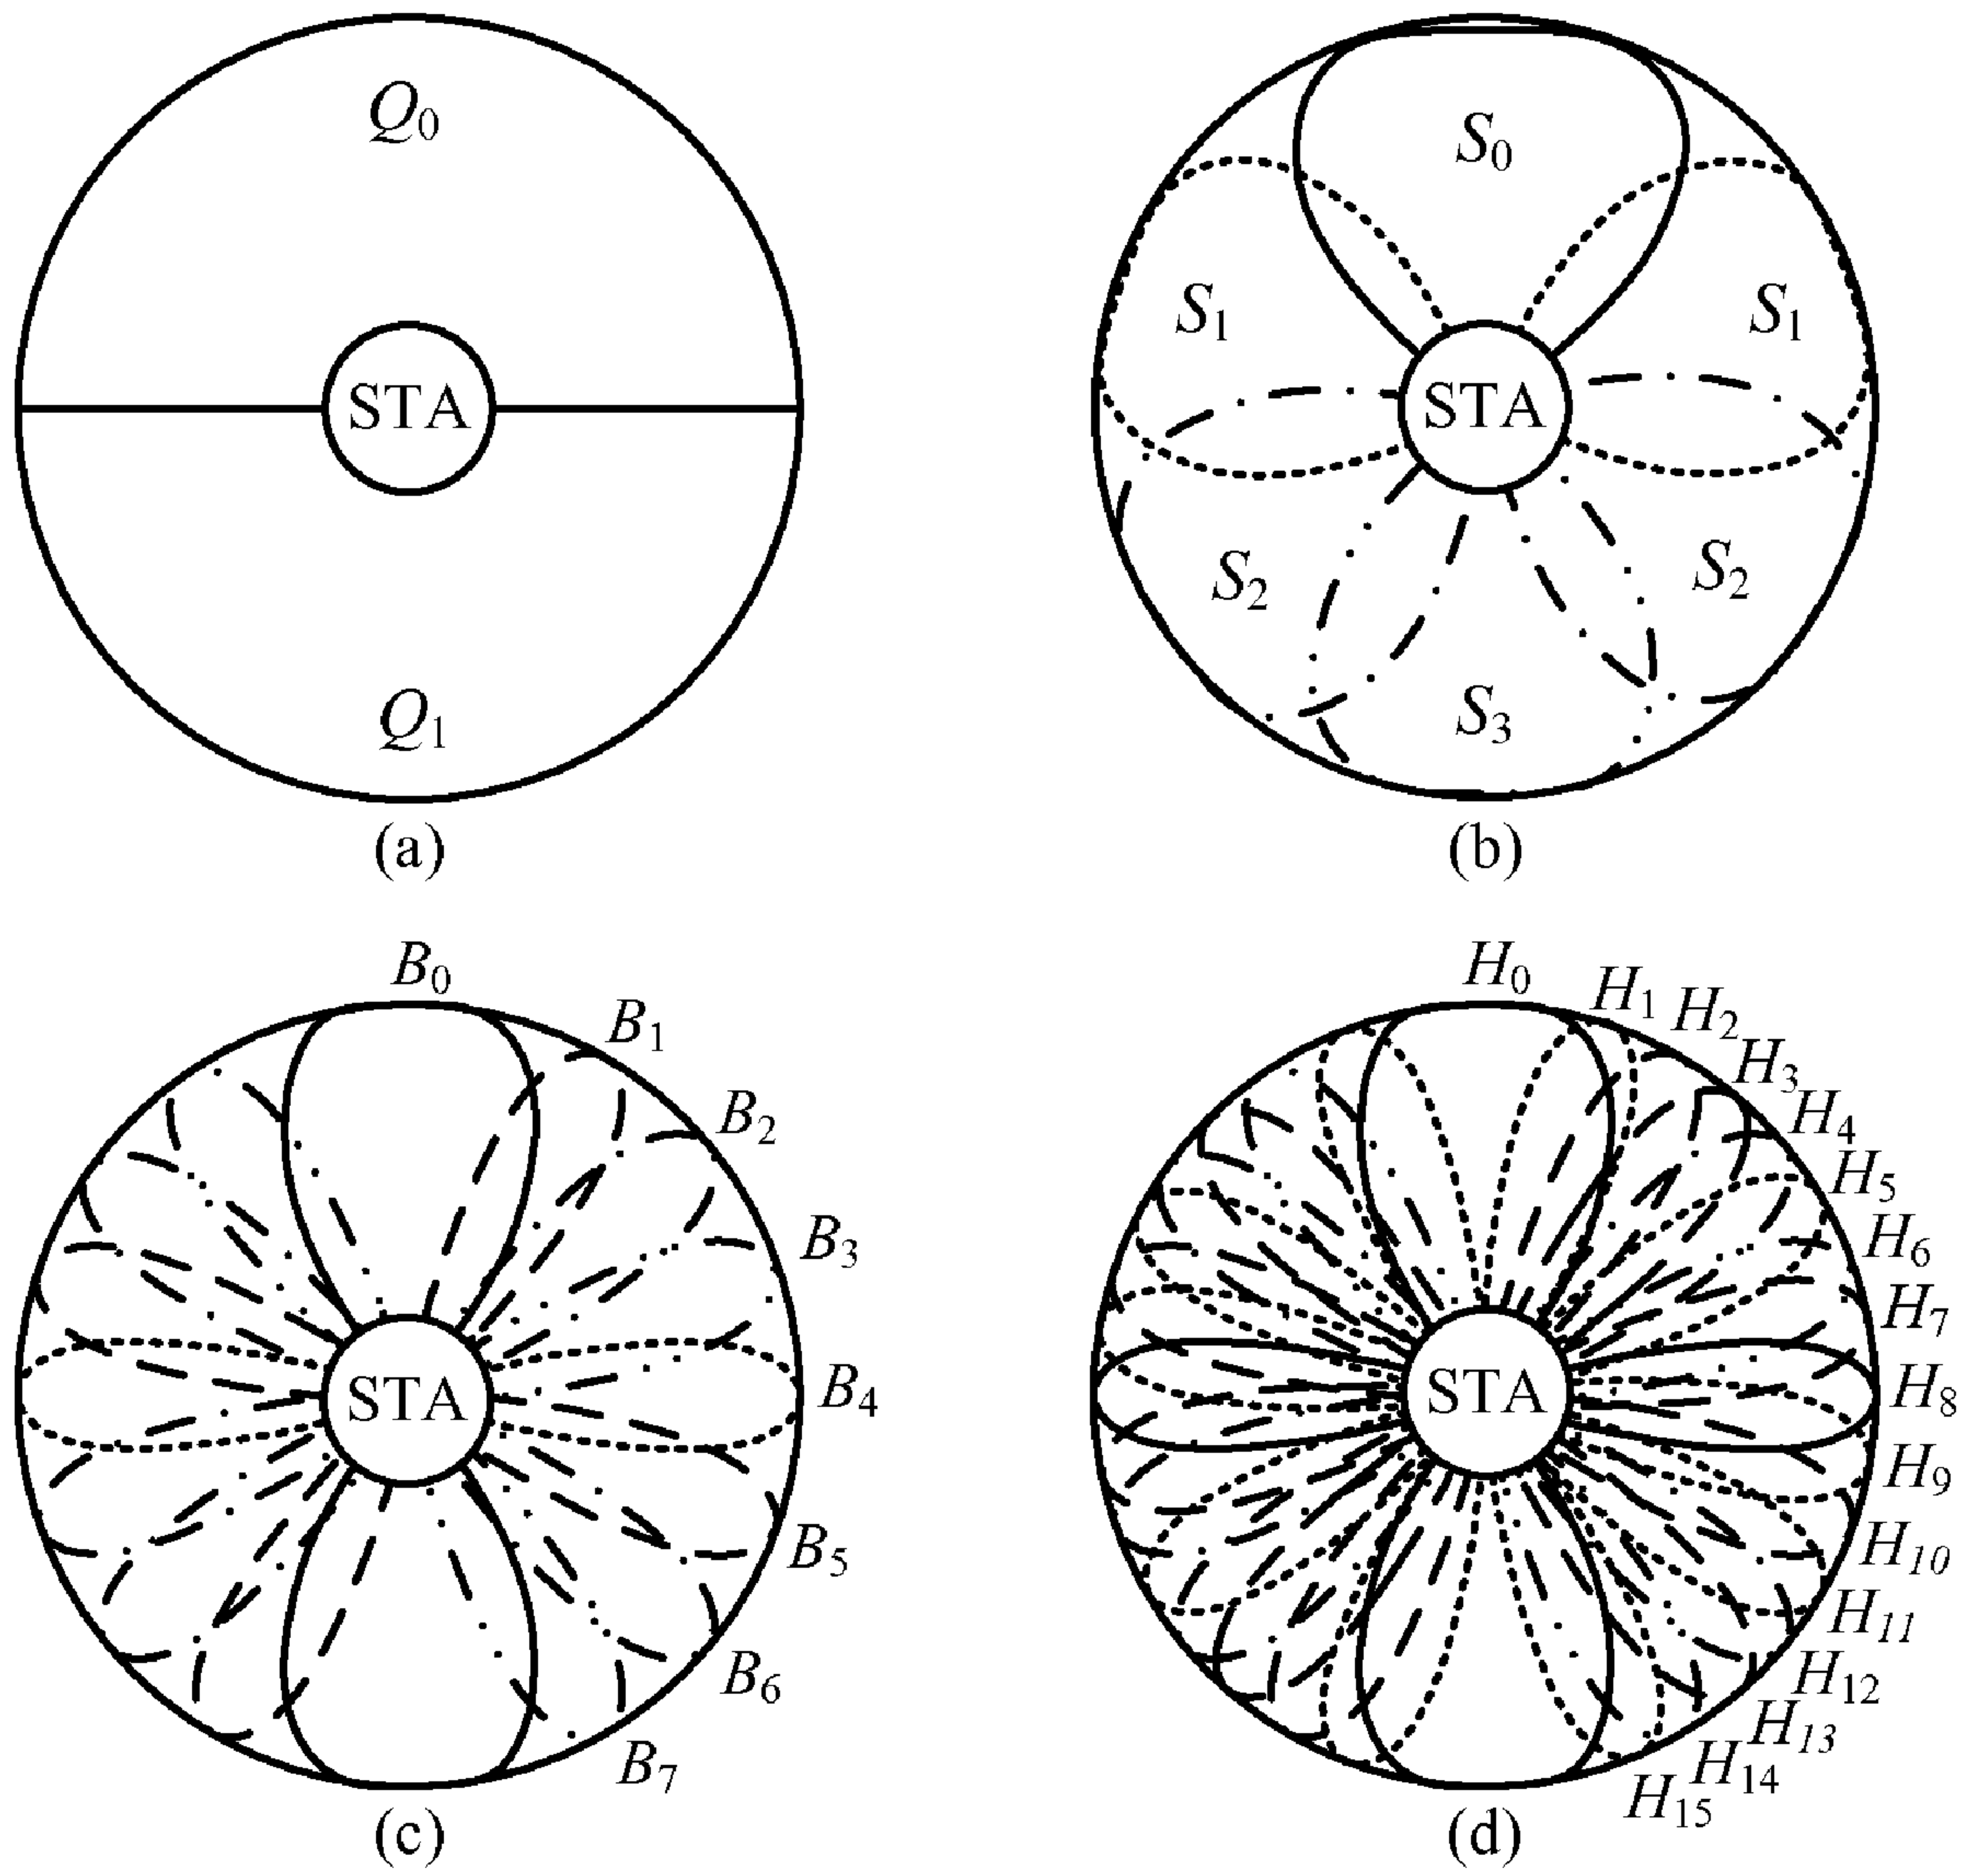 Q0
STA
Q1
(a)
S0
S1 S1
STA
S2 S2
S3
(b)
B0
B1
B2
B3
STA
B4
B5
B6
B7
(c)
H0
H1
H2
H3
H4
H5
H6
H7
STA
H8
H9
H10
H11
H12
H13
H14
H15
(d)